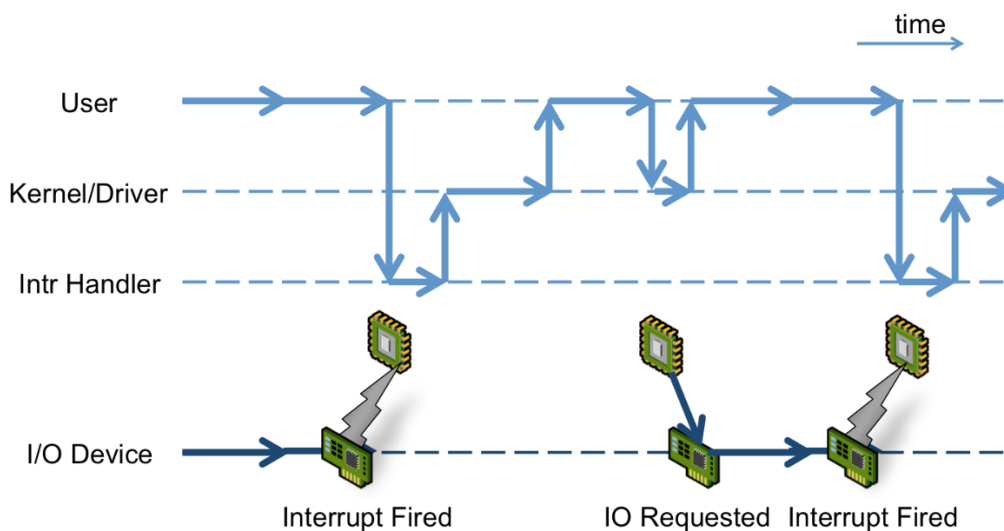 time
User
Kernel/Driver
Intr Handler
I/O Device
Interrupt Fired
IO Requested
Interrupt Fired